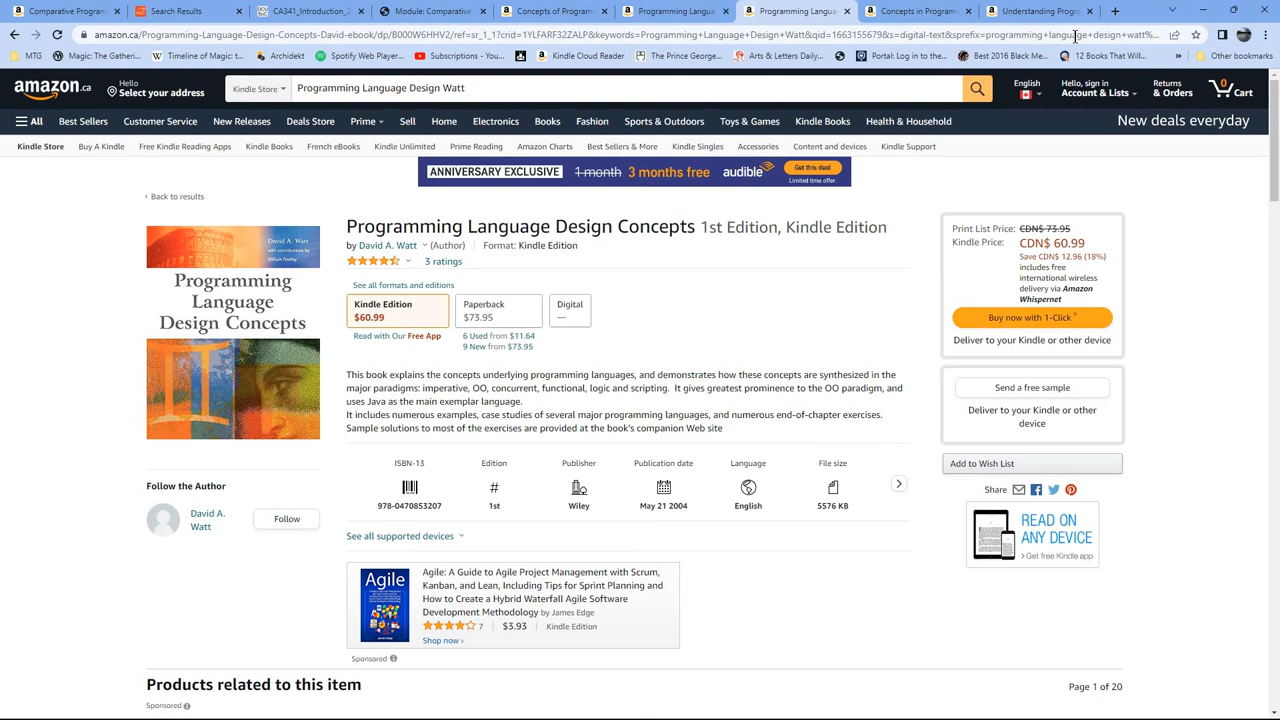 Comparative Program
Search Results
CA341_Introduction_3
Module: Comparative
Concepts of Program
Programming Langua
Programming Langu
Concepts in Program
Understanding Progra
amazon.ca/Programming-Language-Design-Concepts-David-ebook/dp/B000W6HHV2/ref=sr_1_1?crid=1YLFARF32ZALP&keywords=Programming+Language+Design+Watt&qid=1663155679&s=digital-text&sprefix=programming+language+design+watt%...
MTG
Magic: The Gatheri...
Timeline of Magic:...
Archidekt
Spotify Web Player...
Subscriptions - You...
Kindle
Azure Cloud Reader
The Prince George...
Arts & Letters Daily...
Portal | Log in
Best 2016 Black Me...
12 Books That Will...
»
Other bookmarks
amazon.ca
Hello
Select your address
Kindle Store
Programming Language Design Watt
English
Hello, sign in
Account & Lists
Returns
& Orders
0
Cart
All
Best Sellers
Customer Service
New Releases
Deals Store
Prime
Sell
Home
Electronics
Books
Fashion
Sports & Outdoors
Toys & Games
Kindle Books
Health & Household
New deals everyday
Kindle Store
Buy A Kindle
Free Kindle Reading Apps
Kindle Books
French eBooks
Kindle Unlimited
Prime Reading
Amazon Charts
Best Sellers & More
Kindle Singles
Accessories
Content and devices
Kindle Support
ANNIVERSARY EXCLUSIVE 1 month 3 months free audible
Get this deal
Limited time offer.
‹ Back to results
David A. Watt
with contributions by
William Findlay
Programming
Language
Design Concepts
Follow the Author
David A.
Watt
Follow
Programming Language Design Concepts 1st Edition, Kindle Edition
by David A. Watt (Author) Format: Kindle Edition
3 ratings
See all formats and editions
Kindle Edition
$60.99
Read with Our Free App
Paperback
$73.95
6 Used from $11.64
9 New from $73.95
Digital
—
This book explains the concepts underlying programming languages, and demonstrates how these concepts are synthesized in the
major paradigms: imperative, OO, concurrent, functional, logic and scripting. It gives greatest prominence to the OO paradigm, and
uses Java as the main exemplar language.
It includes numerous examples, case studies of several major programming languages, and numerous end-of-chapter exercises.
Sample solutions to most of the exercises are provided at the book's companion Web site
ISBN-13
978-0470853207
Edition
#
1st
Publisher
Wiley
Publication date
May 21 2004
Language
English
File size
5576 KB
See all supported devices
Agile
Agile: A Guide to Agile Project Management with Scrum,
Kanban, and Lean, Including Tips for Sprint Planning and
How to Create a Hybrid Waterfall Agile Software
Development Methodology by James Edge
7 | $3.93 | Kindle Edition
Shop now ›
Sponsored
Print List Price: CDN$ 73.95
Kindle Price: CDN$ 60.99
Save CDN$ 12.96 (18%)
includes free
international wireless
delivery via Amazon
Whispernet
Buy now with 1-Click ®
Deliver to your Kindle or other device
Send a free sample
Deliver to your Kindle or other
device
Add to Wish List
Share
READ ON
ANY DEVICE
› Get free Kindle app
Products related to this item
Page 1 of 20
Sponsored